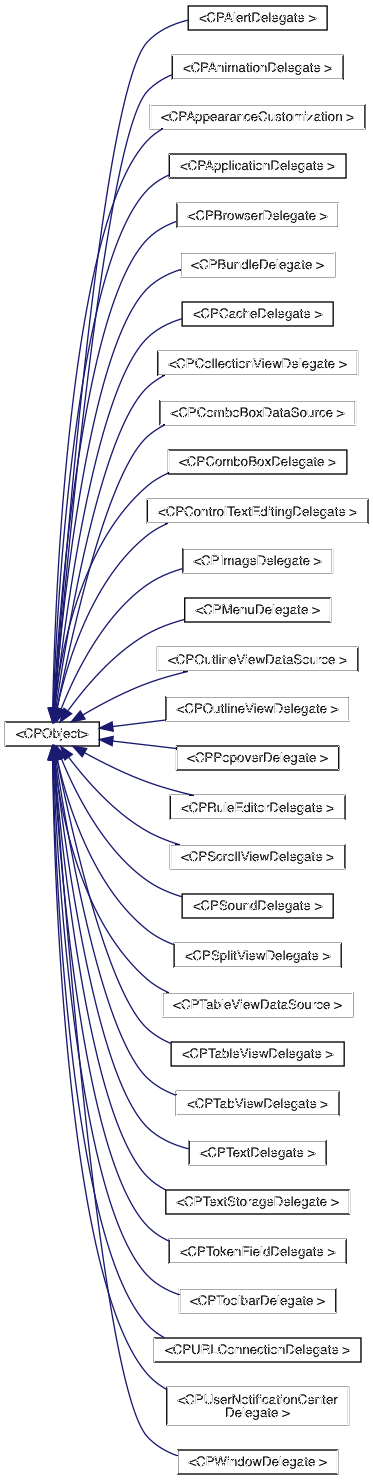 <CPAlertDelegate >
<CPAnimationDelegate >
<CPAppearanceCustomization >
<CPApplicationDelegate >
<CPBrowserDelegate >
<CPBundleDelegate >
<CPCacheDelegate >
<CPCollectionViewDelegate >
<CPComboBoxDataSource >
<CPComboBoxDelegate >
<CPControlTextEditingDelegate >
<CPImageDelegate >
<CPMenuDelegate >
<CPOutlineViewDataSource >
<CPOutlineViewDelegate >
<CPObject>
<CPPopoverDelegate >
<CPRuleEditorDelegate >
<CPScrollViewDelegate >
<CPSoundDelegate >
<CPSplitViewDelegate >
<CPTableViewDataSource >
<CPTableViewDelegate >
<CPTabViewDelegate >
<CPTextDelegate >
<CPTextStorageDelegate >
<CPTokenFieldDelegate >
<CPToolbarDelegate >
<CPURLConnectionDelegate >
<CPUserNotificationCenter
Delegate >
<CPWindowDelegate >